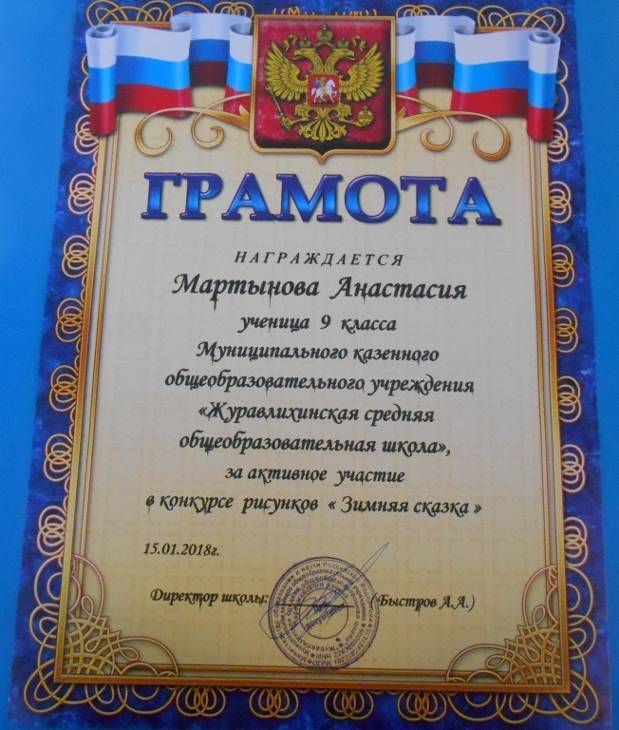 ГРАМОТА
НАГРАЖДАЕТСЯ
Мартынова Анастасия
ученица 9 класса
Муниципального казенного
общеобразовательного учреждения
«Журавлихинская средняя
общеобразовательная школа»,
за активное участие
в конкурсе рисунков « Зимняя сказка »
15.01.2018г.
Директор школы: (Быстров А.А.)